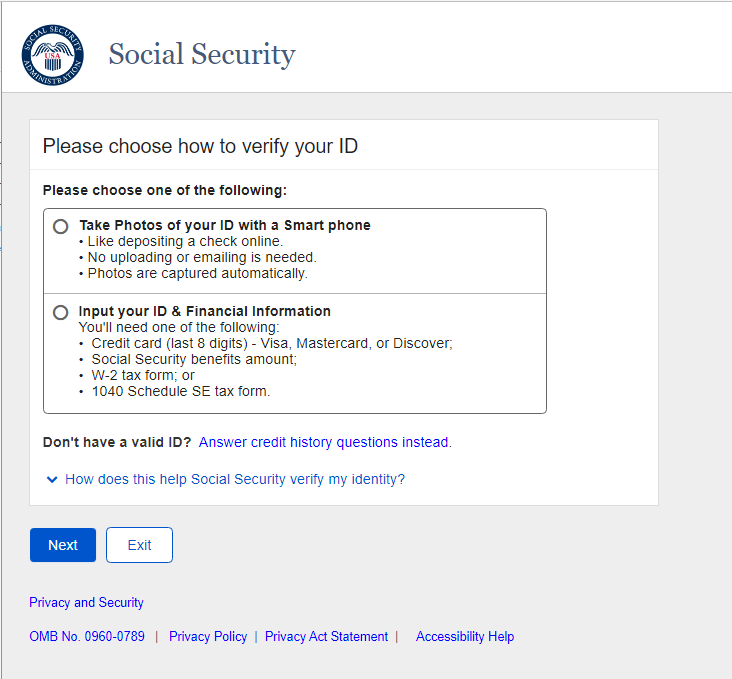 SOCIAL SECURITY
USA
ADMINISTRATION
Social Security
Please choose how to verify your ID
Please choose one of the following:
Take Photos of your ID with a Smart phone
• Like depositing a check online.
• No uploading or emailing is needed.
• Photos are captured automatically.
Input your ID & Financial Information
You'll need one of the following:
• Credit card (last 8 digits) - Visa, Mastercard, or Discover;
• Social Security benefits amount;
• W-2 tax form; or
• 1040 Schedule SE tax form.
Don't have a valid ID? Answer credit history questions instead.
How does this help Social Security verify my identity?
Next Exit
Privacy and Security
OMB No. 0960-0789 | Privacy Policy | Privacy Act Statement | Accessibility Help